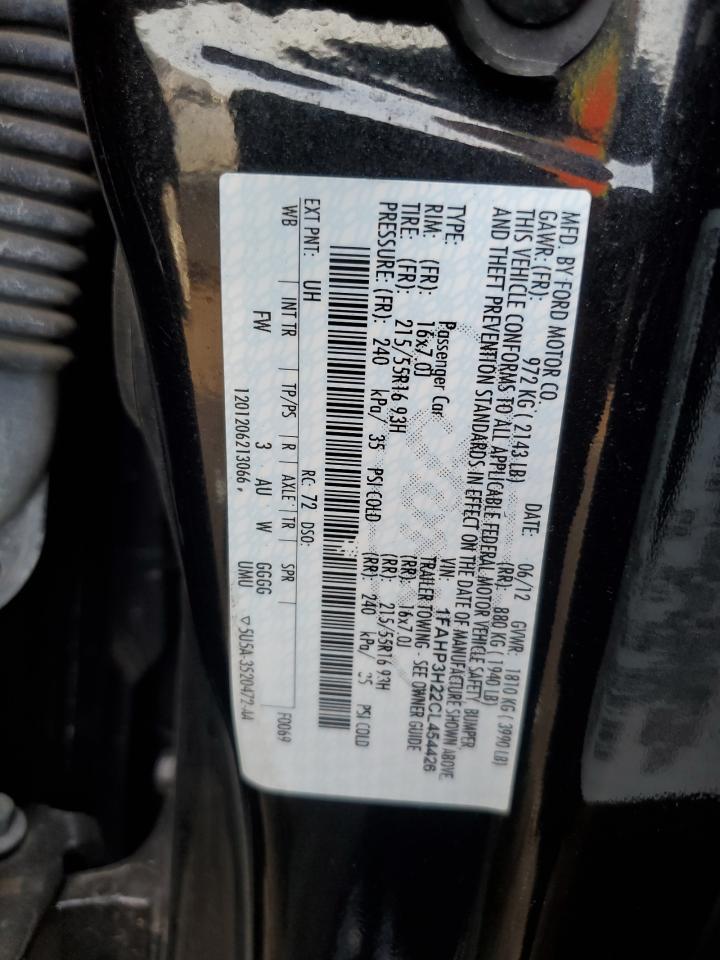 MFD. BY FORD MOTOR CO. DATE: 06/12 GVWR: 1810 KG ( 3990 LB)
GAWR: (FR): 972 KG ( 2143 LB) (RR): 880 KG ( 1940 LB)
THIS VEHICLE CONFORMS TO ALL APPLICABLE FEDERAL MOTOR VEHICLE SAFETY, BUMPER,
AND THEFT PREVENTION STANDARDS IN EFFECT ON THE DATE OF MANUFACTURE SHOWN ABOVE.
VIN: 1FAHP3H22CL454426
TYPE: Passenger Car TRAILER TOWING - SEE OWNER GUIDE
RIM: (FR): 16x7.0J (RR): 16x7.0J
TIRE: (FR): 215/55R16 93H (RR): 215/55R16 93H
PRESSURE: (FR): 240 kPa/ 35 PSI COLD (RR): 240 kPa/ 35 PSI COLD
EXT PNT: UH RC: 72 DSO: F0069
WB INT TR TP/PS R AXLE TR SPR
FW 3 AU W GGGG
1201206213066, UMU ▽ 5U5A-3520472-AA